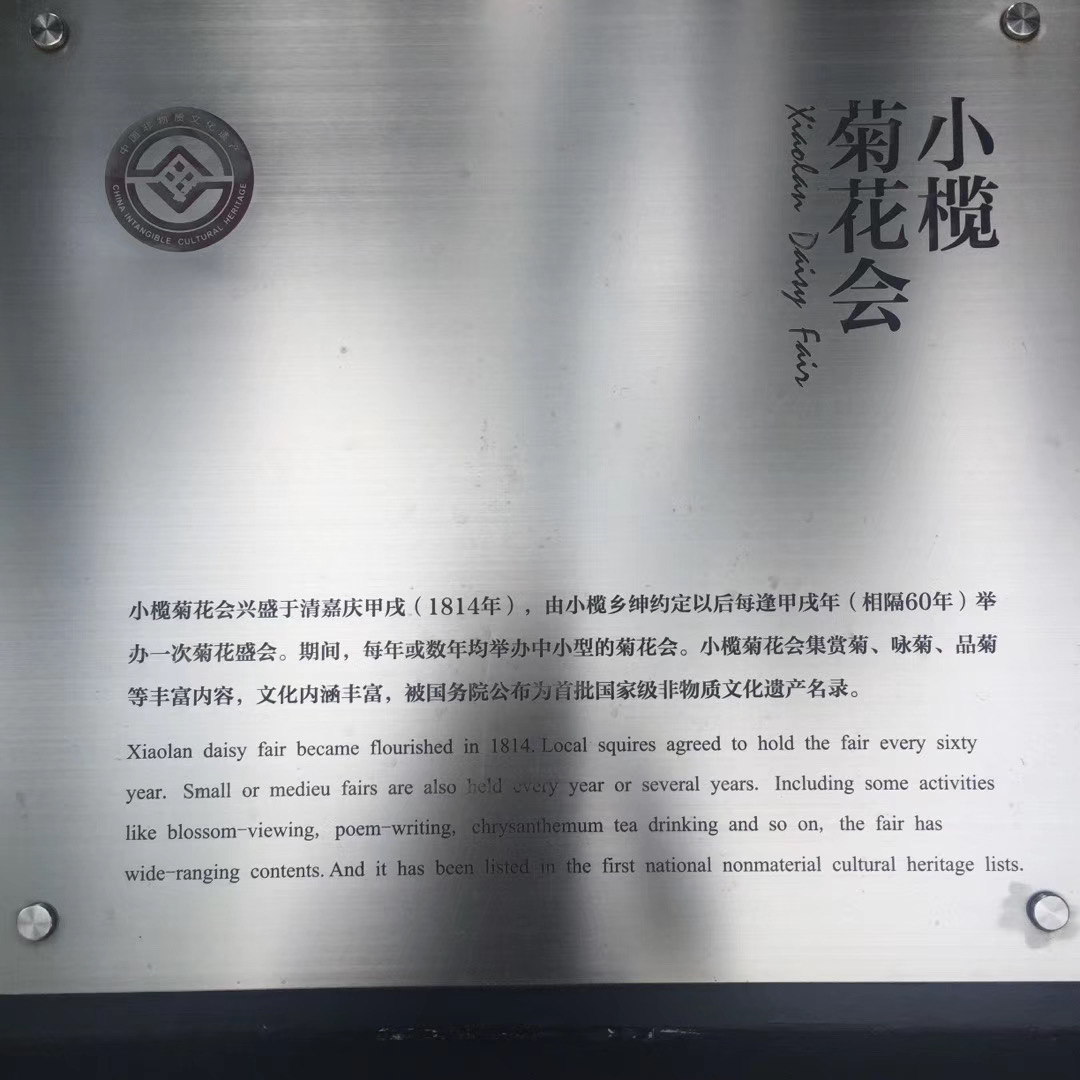 小榄
菊花会
Xiaolan Daisy Fair
中国非物质文化遗产
CHINA INTANGIBLE CULTURAL HERITAGE
小榄菊花会兴盛于清嘉庆甲戌（1814年），由小榄乡绅约定以后每逢甲戌年（相隔60年）举
办一次菊花盛会。期间，每年或数年均举办中小型的菊花会。小榄菊花会集赏菊、咏菊、品菊
等丰富内容，文化内涵丰富，被国务院公布为首批国家级非物质文化遗产名录。
Xiaolan daisy fair became flourished in 1814. Local squires agreed to hold the fair every sixty
year. Small or medieu fairs are also held every year or several years. Including some activities
like blossom-viewing, poem-writing, chrysanthemum tea drinking and so on, the fair has
wide-ranging contents. And it has been listed in the first national nonmaterial cultural heritage lists.